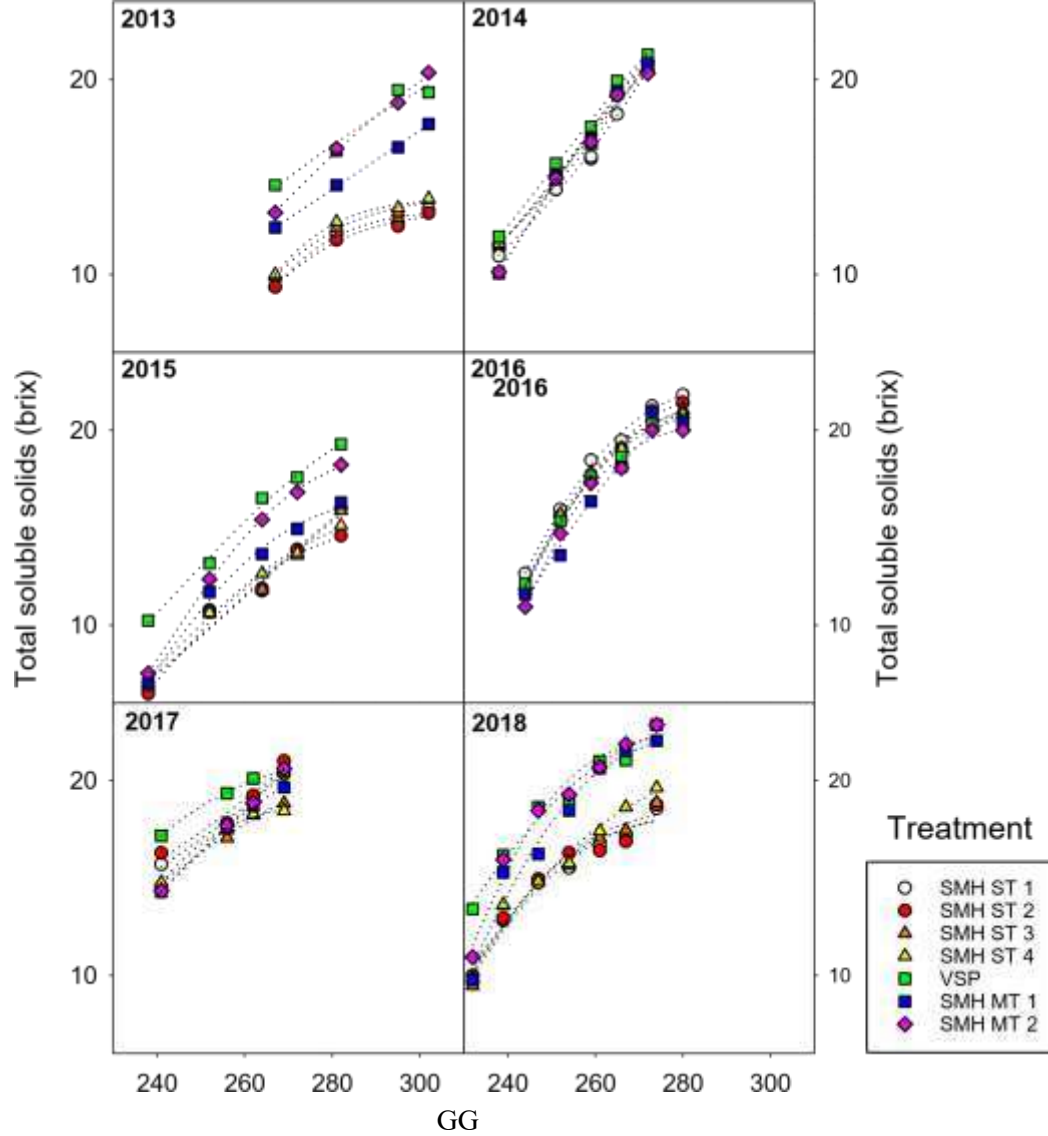 2013
2014
20
20
10
10
2015
2016
2016
Total soluble solids (brix)
Total soluble solids (brix)
20
20
10
10
2017
2018
20
20
10
10
Treatment
SMH ST 1
SMH ST 2
SMH ST 3
SMH ST 4
VSP
SMH MT 1
SMH MT 2
240 260 280 300 240 260 280 300
GG